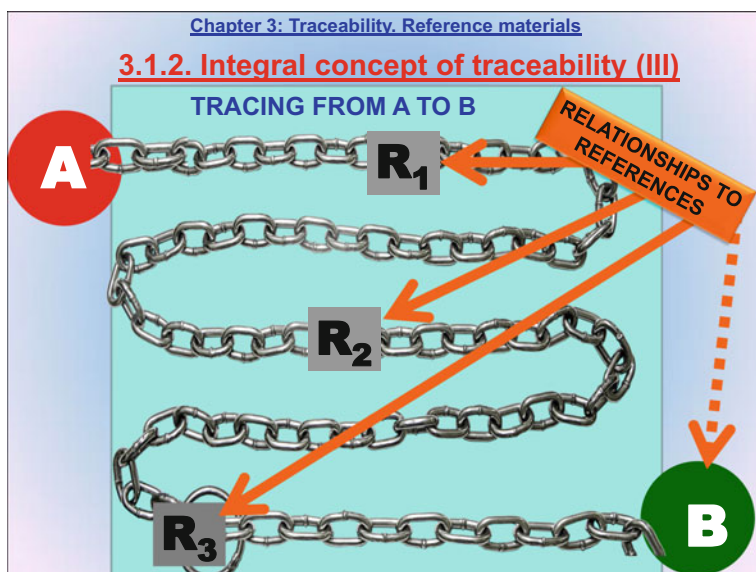 Chapter 3: Traceability. Reference materials
3.1.2. Integral concept of traceability (III)
TRACING FROM A TO B
RELATIONSHIPS TO
REFERENCES
A
R₁
R₂
R₃
B